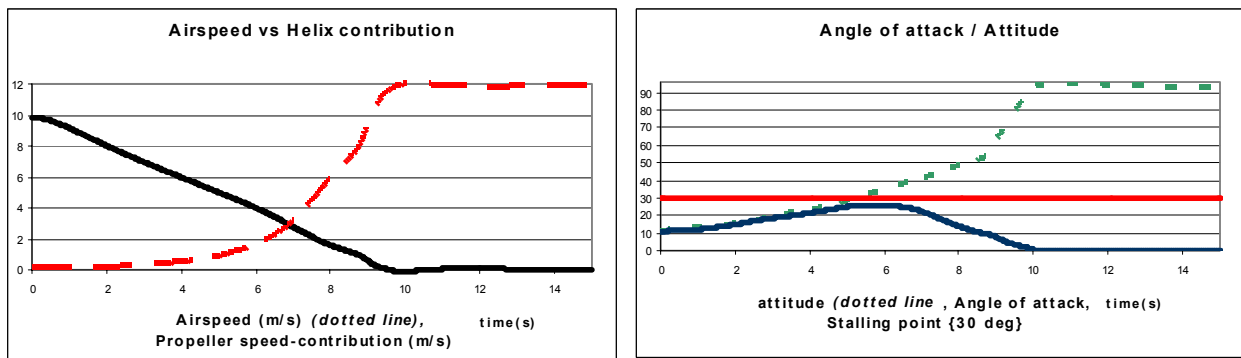 Airspeed vs Helix contribution
12
10
8
6
4
2
0
0 2 4 6 8 10 12 14
Airspeed (m/s) (dotted line), time(s)
Propeller speed-contribution (m/s)
Angle of attack / Attitude
90
80
70
60
50
40
30
20
10
0
0 2 4 6 8 10 12 14
attitude (dotted line , Angle of attack, time(s)
Stalling point {30 deg}